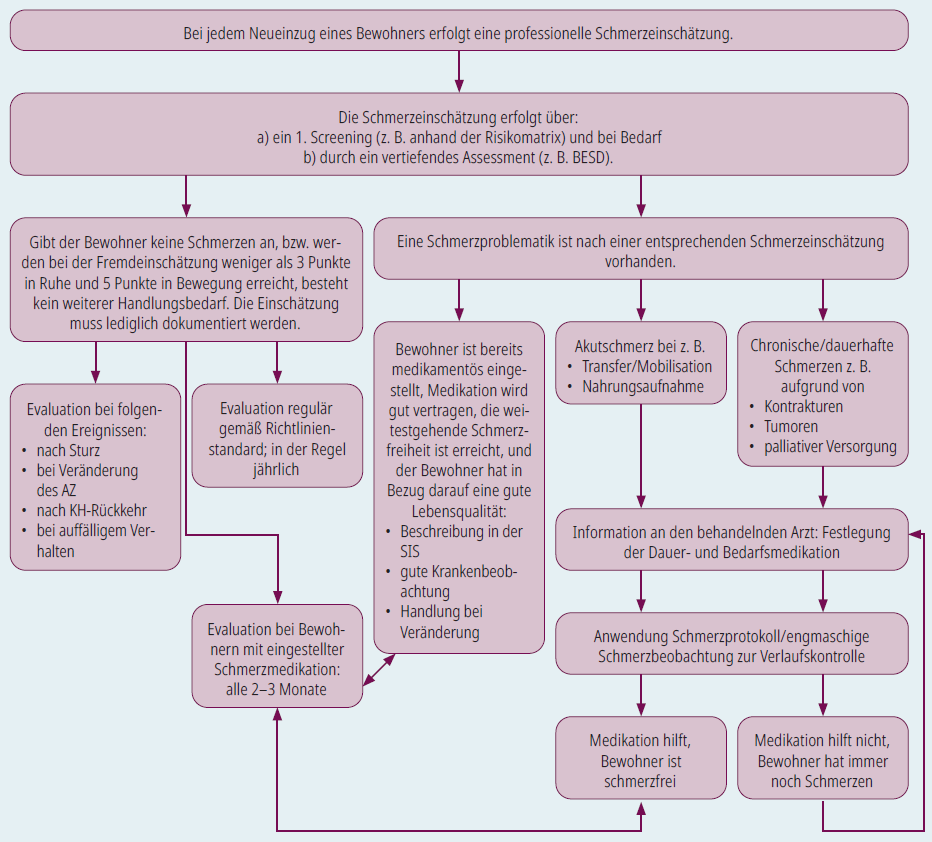 Bei jedem Neueinzug eines Bewohners erfolgt eine professionelle Schmerzeinschätzung.
Die Schmerzeinschätzung erfolgt über:
a) ein 1. Screening (z. B. anhand der Risikomatrix) und bei Bedarf
b) durch ein vertiefendes Assessment (z. B. BESD).
Gibt der Bewohner keine Schmerzen an, bzw. wer-
den bei der Fremdeinschätzung weniger als 3 Punkte
in Ruhe und 5 Punkte in Bewegung erreicht, besteht
kein weiterer Handlungsbedarf. Die Einschätzung
muss lediglich dokumentiert werden.
Eine Schmerzproblematik ist nach einer entsprechenden Schmerzeinschätzung
vorhanden.
Evaluation bei folgen-
den Ereignissen:
• nach Sturz
• bei Veränderung
des AZ
• nach KH-Rückkehr
• bei auffälligem Ver-
halten
Evaluation regulär
gemäß Richtlinien-
standard; in der Regel
jährlich
Evaluation bei Bewoh-
nern mit eingestellter
Schmerzmedikation:
alle 2–3 Monate
Bewohner ist bereits
medikamentös einge-
stellt, Medikation wird
gut vertragen, die wei-
testgehende Schmerz-
freiheit ist erreicht, und
der Bewohner hat in
Bezug darauf eine gute
Lebensqualität:
• Beschreibung in der
SIS
• gute Krankenbeob-
achtung
• Handlung bei
Veränderung
Akutschmerz bei z. B.
• Transfer/Mobilisation
• Nahrungsaufnahme
Chronische/dauerhafte
Schmerzen z. B.
aufgrund von
• Kontrakturen
• Tumoren
• palliativer Versorgung
Information an den behandelnden Arzt: Festlegung
der Dauer- und Bedarfsmedikation
Anwendung Schmerzprotokoll/engmaschige
Schmerzbeobachtung zur Verlaufskontrolle
Medikation hilft,
Bewohner ist
schmerzfrei
Medikation hilft nicht,
Bewohner hat immer
noch Schmerzen